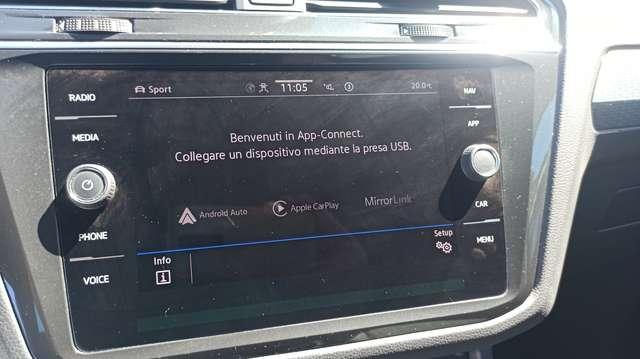 RADIO
MEDIA
PHONE
VOICE
Sport
11:05
20.0°C
Benvenuti in App-Connect.
Collegare un dispositivo mediante la presa USB.
Android Auto
Apple CarPlay
MirrorLink
Info
Setup
NAV
APP
CAR
MENU